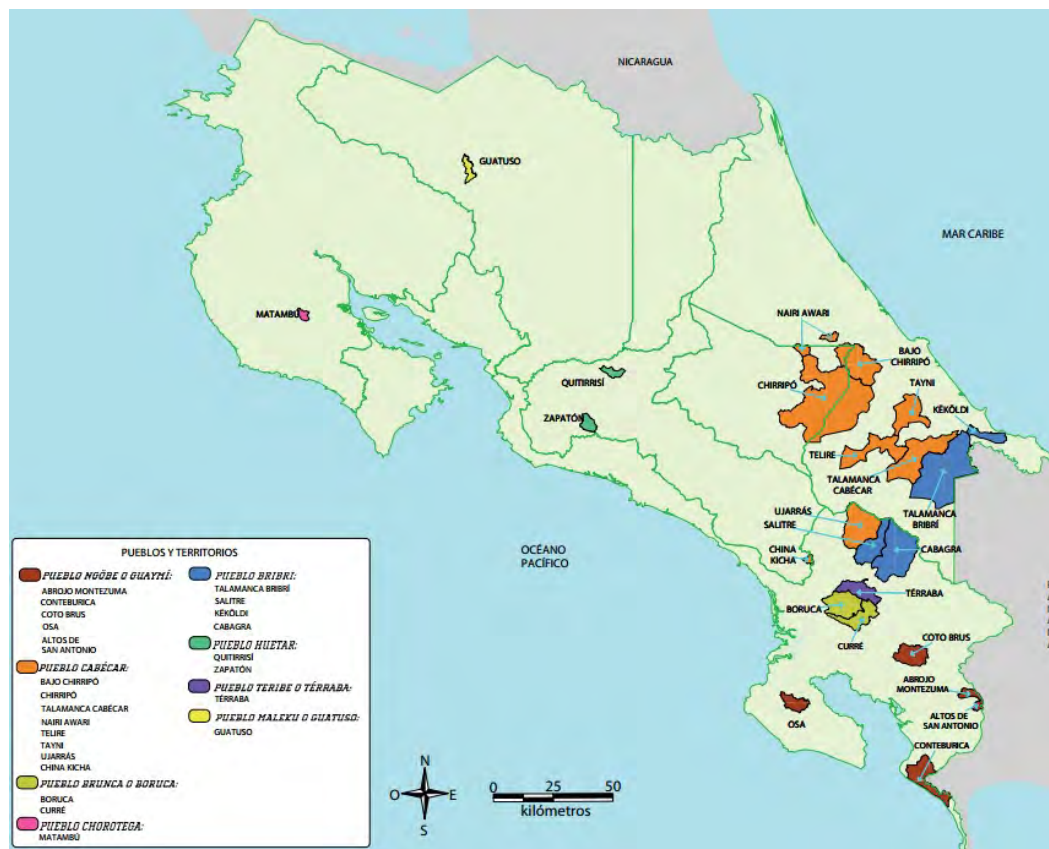 NICARAGUA
GUATUSO
MAR CARIBE
MATAMBÚ
NAIRI AWARI
BAJO
CHIRRIPÓ
QUITIRRISÍ
CHIRRIPÓ
TAYNI
KÉKÖLDI
ZAPATÓN
TELIRE
TALAMANCA
CABÉCAR
TALAMANCA
BRIBRÍ
UJARRÁS
SALITRE
CHINA
KICHA
CABAGRA
OCÉANO
PACÍFICO
TÉRRABA
BORUCA
CURRÉ
COTO BRUS
ABROJO
MONTEZUMA
OSA
ALTOS DE
SAN ANTONIO
CONTEBURICA
PUEBLOS Y TERRITORIOS
PUEBLO NGÖBE O GUAYMÍ:
ABROJO MONTEZUMA
CONTEBURICA
COTO BRUS
OSA
ALTOS DE
SAN ANTONIO
PUEBLO CABÉCAR:
BAJO CHIRRIPÓ
CHIRRIPÓ
TALAMANCA CABÉCAR
NAIRI AWARI
TELIRE
TAYNI
UJARRÁS
CHINA KICHA
PUEBLO BRUNCA O BORUCA:
BORUCA
CURRÉ
PUEBLO CHOROTEGA:
MATAMBÚ
PUEBLO BRIBRI:
TALAMANCA BRIBRÍ
SALITRE
KÉKÖLDI
CABAGRA
PUEBLO HUETAR:
QUITIRRISÍ
ZAPATÓN
PUEBLO TERIBE O TÉRRABA:
TÉRRABA
PUEBLO MALEKU O GUATUSO:
GUATUSO
N
O E
S
0 25 50
kilómetros